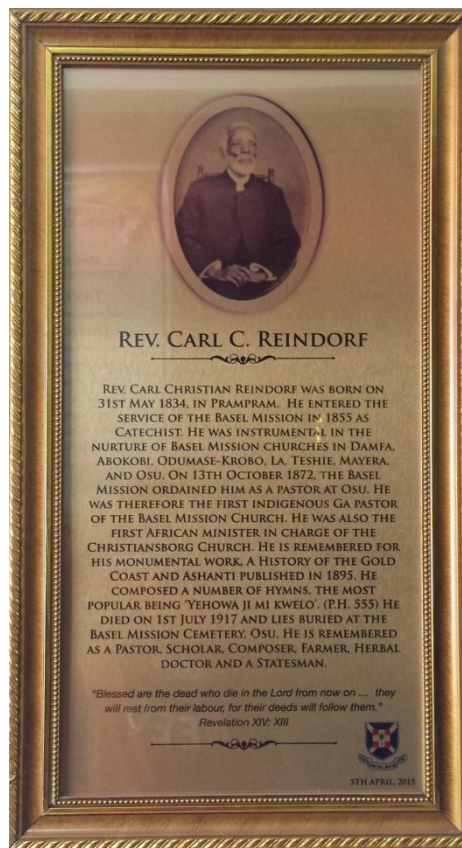 REV. CARL C. REINDORF
REV. CARL CHRISTIAN REINDORF WAS BORN ON
31ST MAY 1834, IN PRAMPRAM. HE ENTERED THE
SERVICE OF THE BASEL MISSION IN 1855 AS
CATECHIST. HE WAS INSTRUMENTAL IN THE
NURTURE OF BASEL MISSION CHURCHES IN DAMFA,
ABOKOBI, ODUMASE-KROBO, LA, TESHIE, MAYERA,
AND OSU. ON 13TH OCTOBER 1872, THE BASEL
MISSION ORDAINED HIM AS A PASTOR AT OSU. HE
WAS THEREFORE THE FIRST INDIGENOUS GA PASTOR
OF THE BASEL MISSION CHURCH. HE WAS ALSO THE
FIRST AFRICAN MINISTER IN CHARGE OF THE
CHRISTIANSBORG CHURCH. HE IS REMEMBERED FOR
HIS MONUMENTAL WORK, A HISTORY OF THE GOLD
COAST AND ASHANTI PUBLISHED IN 1895. HE
COMPOSED A NUMBER OF HYMNS, THE MOST
POPULAR BEING 'YEHOWA JI MI KWELO'. (P.H. 555) HE
DIED ON 1ST JULY 1917 AND LIES BURIED AT THE
BASEL MISSION CEMETERY, OSU. HE IS REMEMBERED
AS A PASTOR, SCHOLAR, COMPOSER, FARMER, HERBAL
DOCTOR AND A STATESMAN.
"Blessed are the dead who die in the Lord from now on ... they
will rest from their labour, for their deeds will follow them."
Revelation XIV; XIII
5TH APRIL, 2015